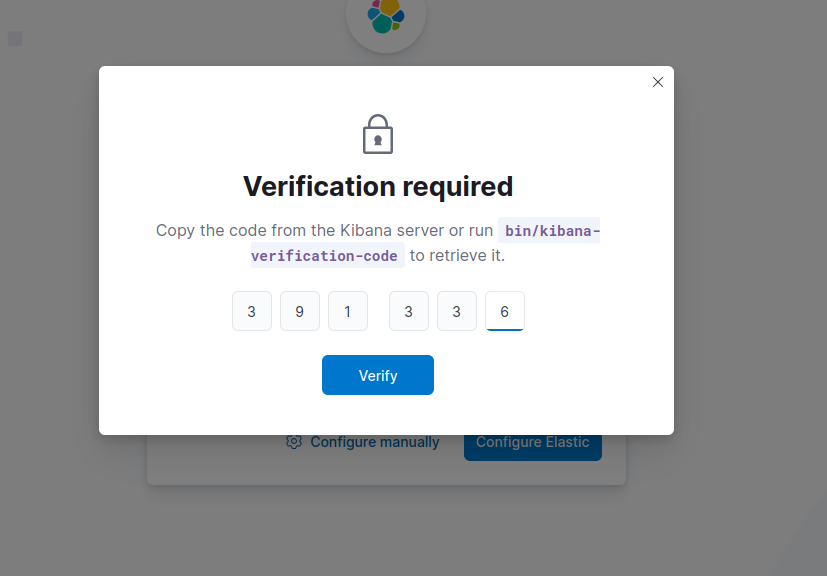 Verification required
Copy the code from the Kibana server or run bin/kibana-
verification-code to retrieve it.
3 9 1 3 3 6
Verify
Configure manually Configure Elastic